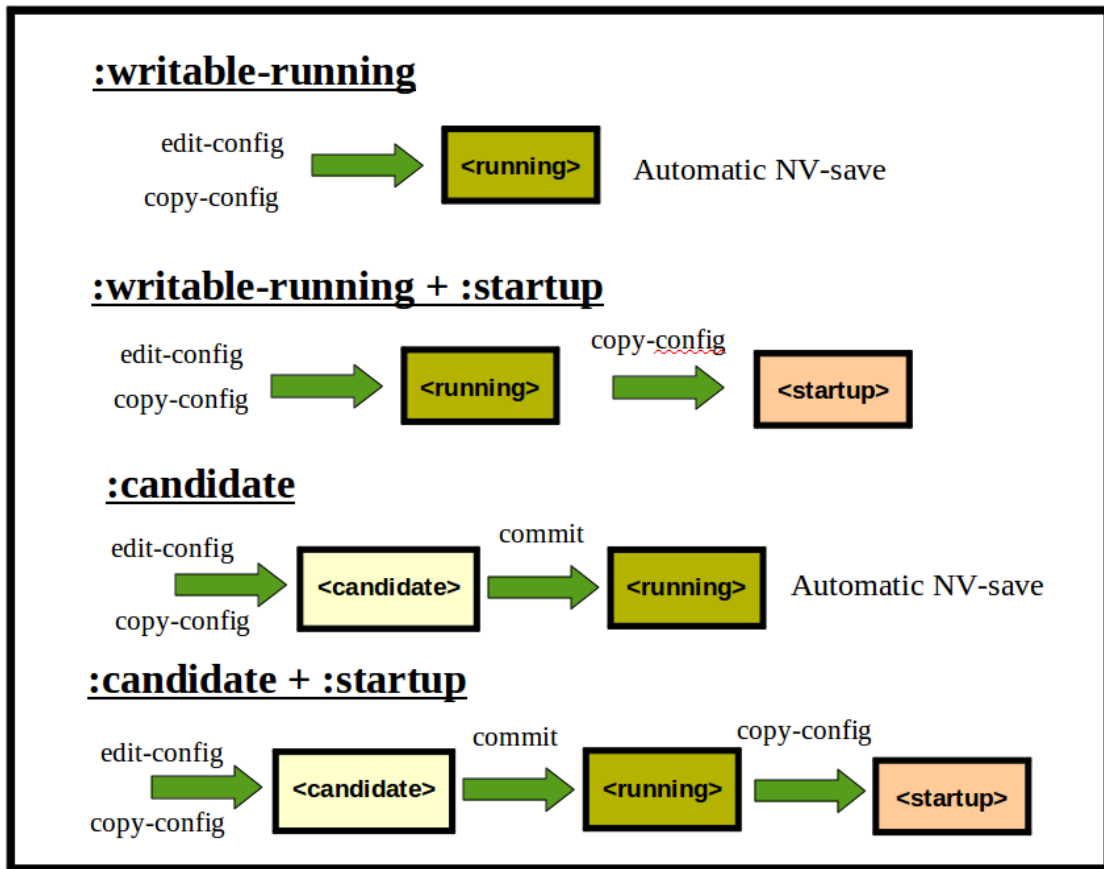 :writable-running
edit-config
<running>
Automatic NV-save
copy-config
:writable-running + :startup
copy-config
edit-config
<running>
<startup>
copy-config
:candidate
commit
edit-config
<candidate>
<running>
Automatic NV-save
copy-config
:candidate + :startup
commit
copy-config
edit-config
<candidate>
<running>
<startup>
copy-config